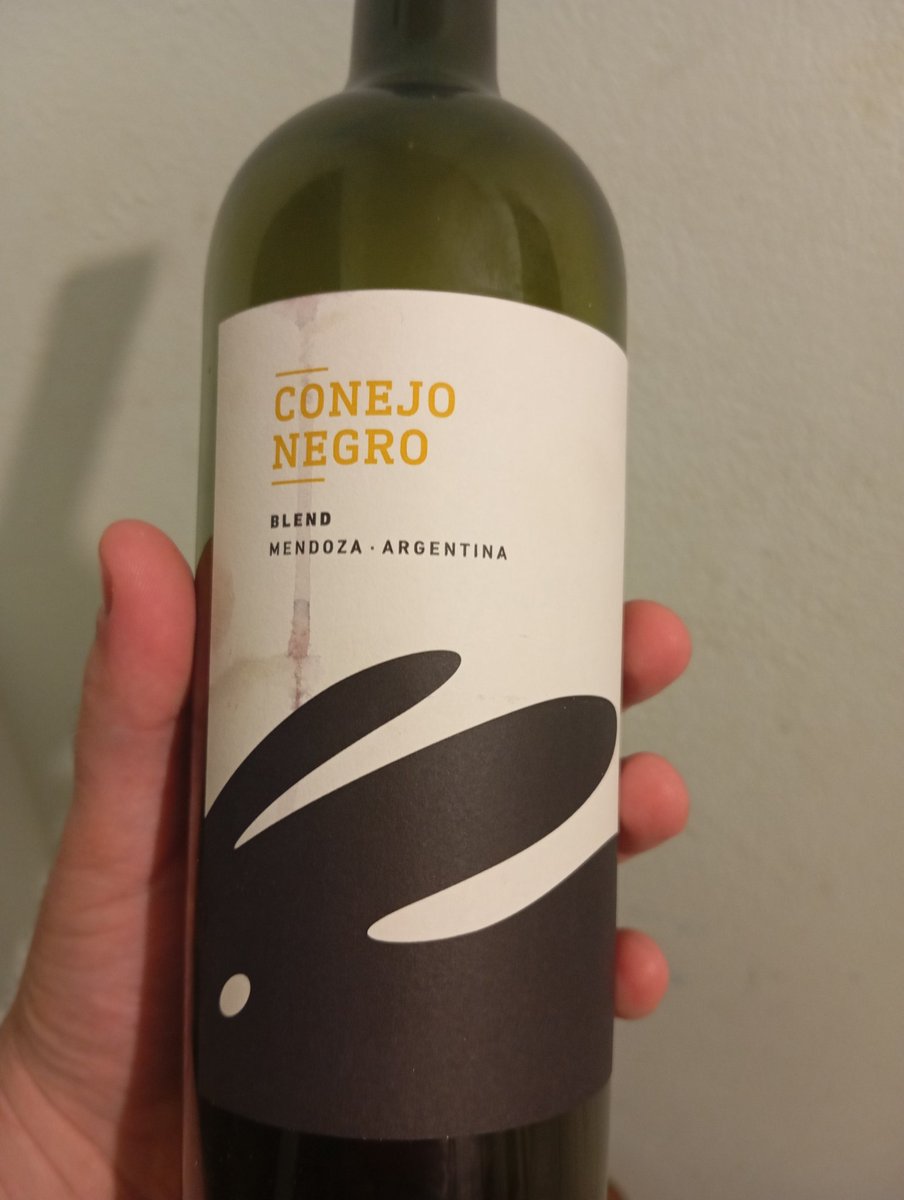 CONEJO
NEGRO
BLEND
MENDOZA · ARGENTINA